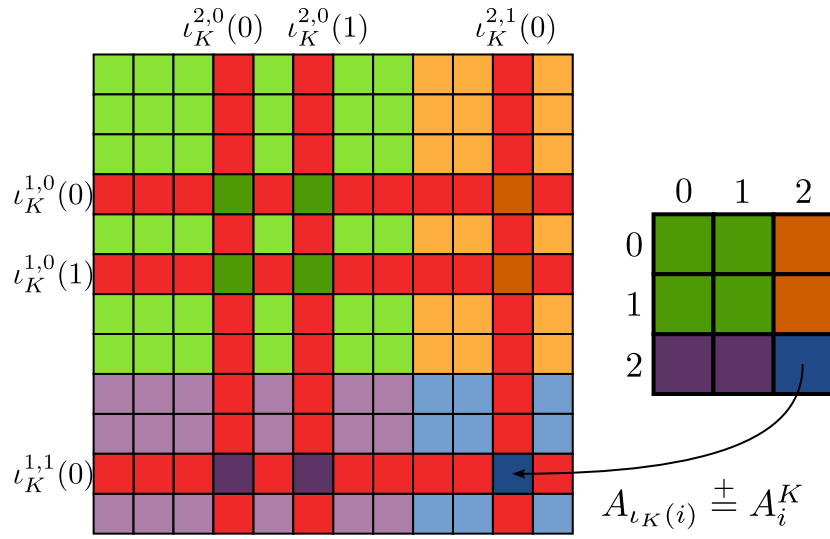 ι_K^{2,0}(0) ι_K^{2,0}(1) ι_K^{2,1}(0)
ι_K^{1,0}(0)
ι_K^{1,0}(1)
ι_K^{1,1}(0)
0 1 2
0
1
2
A_{ι_K(i)} \stackrel{+}{=} A_i^K